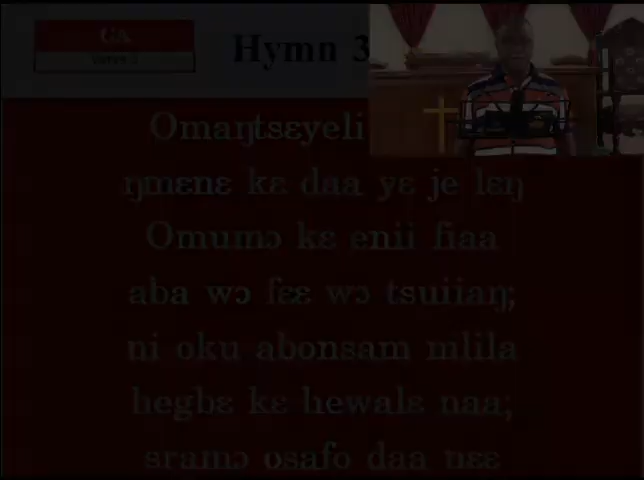 GA
Hymn 3
Omaŋtsɛyeli
ŋmɛnɛ kɛ daa yɛ je lɛŋ
Omumɔ kɛ enii fiaa
aba wɔ fɛɛ wɔ tsuiiaŋ;
ni oku abonsam mlila
hegbɛ kɛ hewalɛ naa;
sramɔ osafo daa nɛɛ